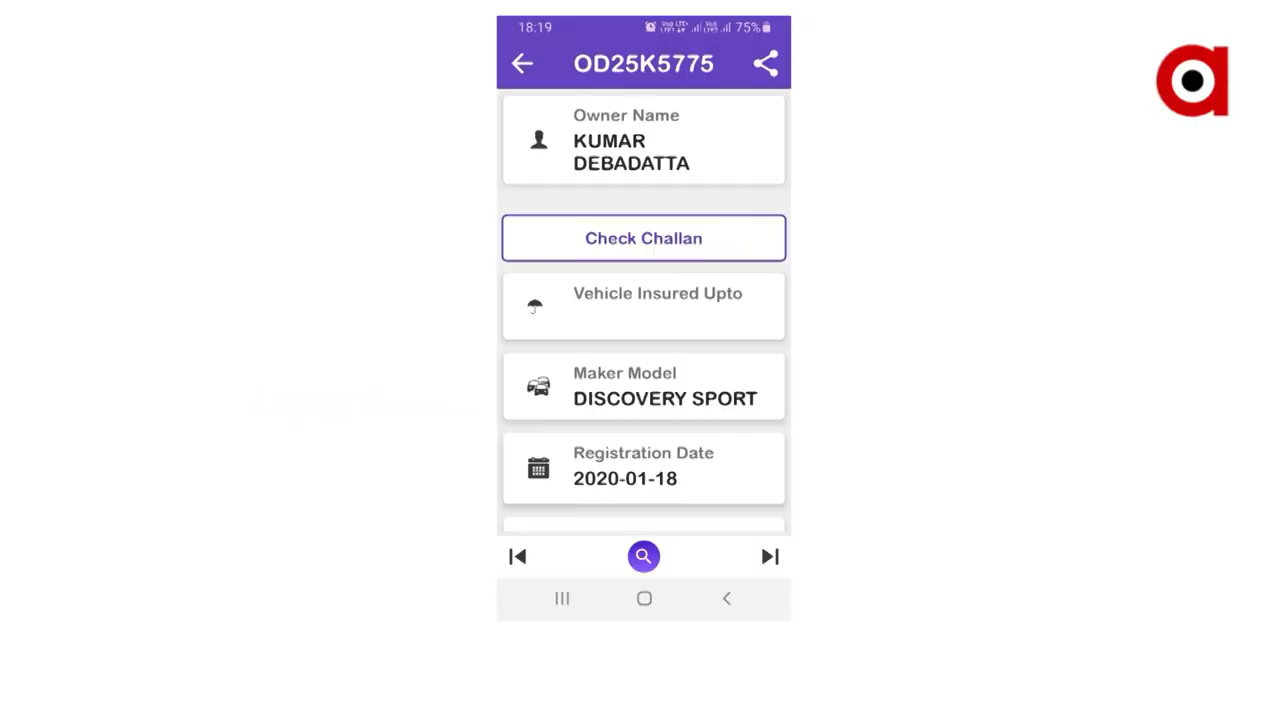 18:19
75%
OD25K5775
Owner Name
KUMAR
DEBADATTA
Check Challan
Vehicle Insured Upto
Maker Model
DISCOVERY SPORT
Registration Date
2020-01-18